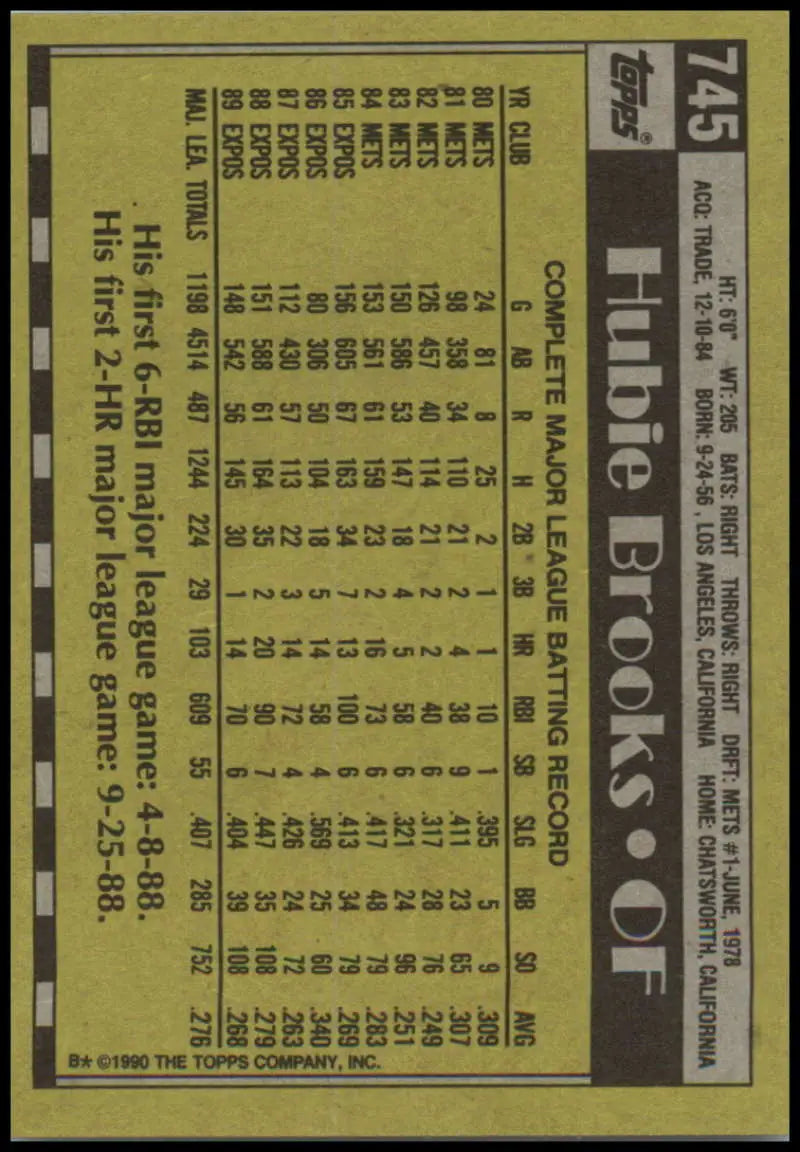 745
HT: 6'0" WT: 205 BATS: RIGHT THROWS: RIGHT DRFT: METS #1-JUNE, 1978
ACQ: TRADE, 12-10-84 BORN: 9-24-56 , LOS ANGELES, CALIFORNIA HOME: CHATSWORTH, CALIFORNIA
topps®
Hubie Brooks • OF
COMPLETE MAJOR LEAGUE BATTING RECORD
YR CLUB G AB R H 2B 3B HR RBI SB SLG BB SO AVG
80 METS 24 81 8 25 2 1 1 10 1 .395 5 9 .309
81 METS 98 358 34 110 21 2 4 38 9 .411 23 65 .307
82 METS 126 457 40 114 21 2 2 40 6 .317 28 76 .249
83 METS 150 586 53 147 18 4 5 58 6 .321 24 96 .251
84 METS 153 561 61 159 23 2 16 73 6 .417 48 79 .283
85 EXPOS 156 605 67 163 34 7 13 100 6 .413 34 79 .269
86 EXPOS 80 306 50 104 18 5 14 58 4 .569 25 60 .340
87 EXPOS 112 430 57 113 22 3 14 72 4 .426 24 72 .263
88 EXPOS 151 588 61 164 35 2 20 90 7 .447 35 108 .279
89 EXPOS 148 542 56 145 30 1 14 70 6 .404 39 108 .268
MAJ. LEA. TOTALS 1198 4514 487 1244 224 29 103 609 55 .407 285 752 .276
His first 6-RBI major league game: 4-8-88.
His first 2-HR major league game: 9-25-88.
B* ©1990 THE TOPPS COMPANY, INC.